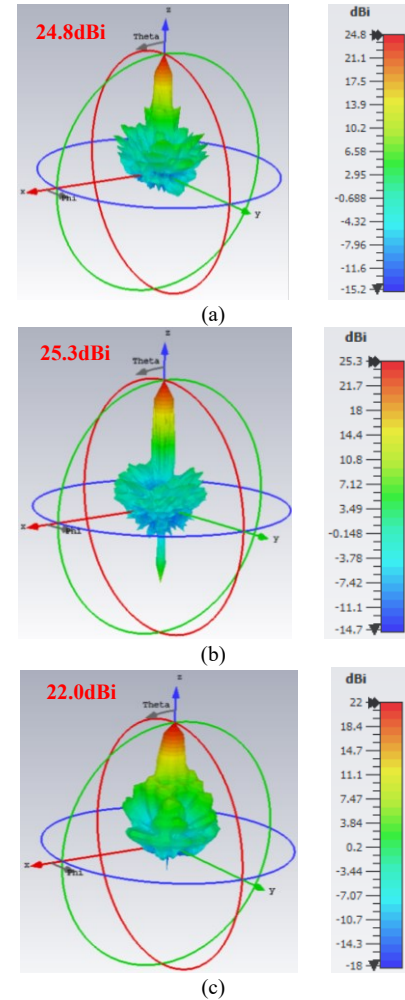 24.8dBi
z
Theta
x
Phi
y
dBi
24.8
21.1
17.5
13.9
10.2
6.58
2.95
-0.688
-4.32
-7.96
-11.6
-15.2
(a)
25.3dBi
z
Theta
x
Phi
y
dBi
25.3
21.7
18
14.4
10.8
7.12
3.49
-0.148
-3.78
-7.42
-11.1
-14.7
(b)
22.0dBi
z
Theta
x
Phi
y
dBi
22
18.4
14.7
11.1
7.47
3.84
0.2
-3.44
-7.07
-10.7
-14.3
-18
(c)